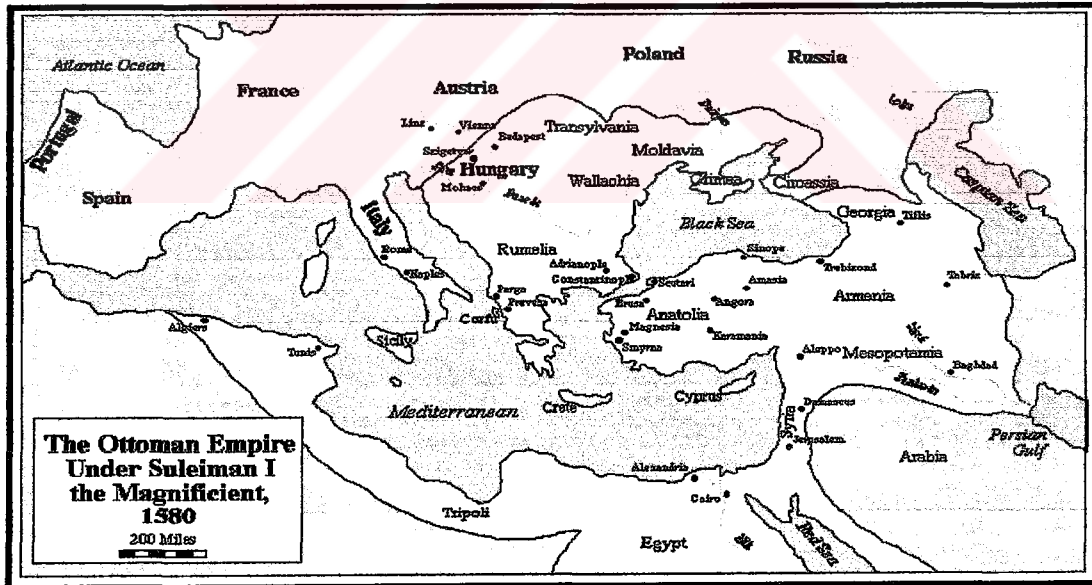 Atlantic Ocean
Portugal
Spain
France
Austria
Poland
Russia
Linz
Vienna
Budapest
Szigetvar
Hungary
Mohacs
Transylvania
Moldavia
Wallachia
Crimea
Circassia
Caspian Sea
Georgia
Tiflis
Black Sea
Italy
Rome
Naples
Rumelia
Adrianople
Constantinople
Scutari
Sinope
Trebizond
Amasia
Tabriz
Parga
Preveza
Corfu
Brusa
Angora
Anatolia
Armenia
Magnesia
Smyrna
Karamania
Algiers
Tunis
Sicily
Aleppo
Mesopotamia
Baghdad
Mediterranean
Crete
Cyprus
Syria
Damascus
Jerusalem
Arabia
Persian
Gulf
Alexandria
Cairo
Tripoli
Egypt
Red Sea
The Ottoman Empire
Under Suleiman I
the Magnificient,
1580
200 Miles